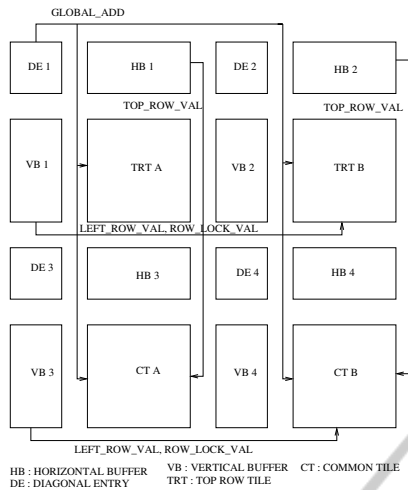 GLOBAL_ADD
DE 1
HB 1
DE 2
HB 2
TOP_ROW_VAL
TOP_ROW_VAL
VB 1
TRT A
VB 2
TRT B
LEFT_ROW_VAL, ROW_LOCK_VAL
DE 3
HB 3
DE 4
HB 4
VB 3
CT A
VB 4
CT B
LEFT_ROW_VAL, ROW_LOCK_VAL
HB : HORIZONTAL BUFFER VB : VERTICAL BUFFER CT : COMMON TILE
DE : DIAGONAL ENTRY TRT : TOP ROW TILE